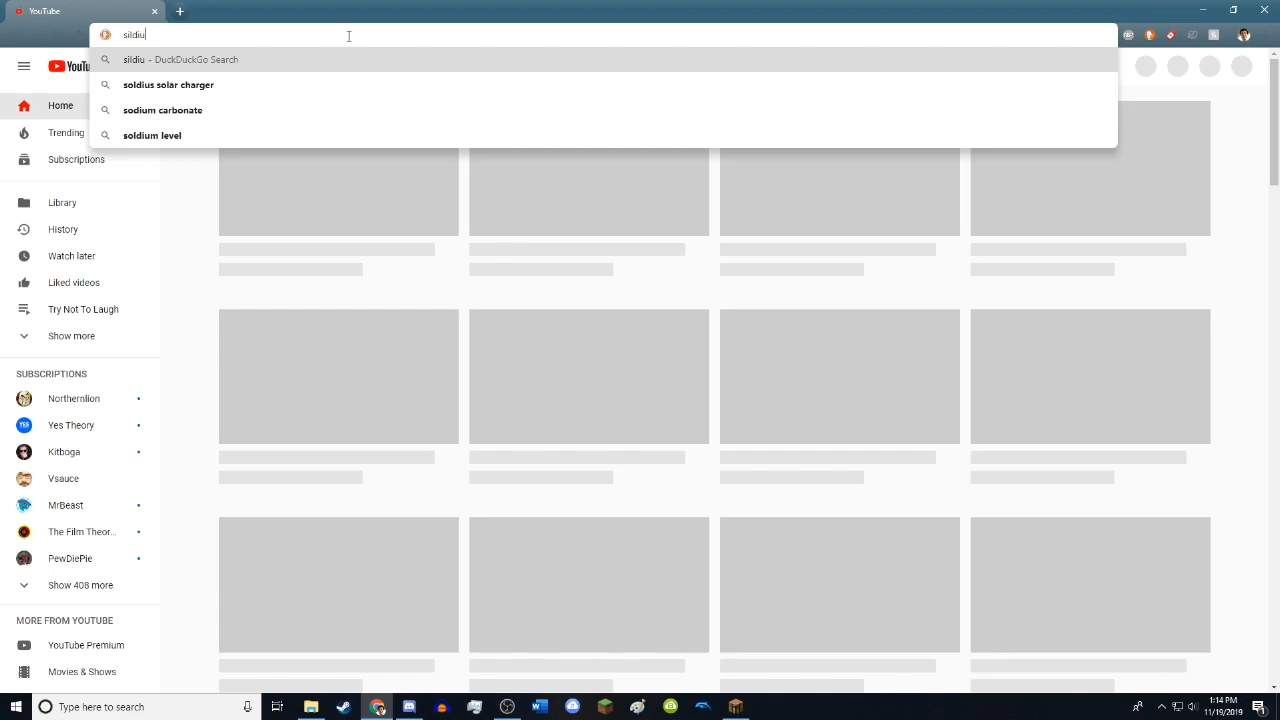 YouTube
sildiu
sildiu - DuckDuckGo Search
soldius solar charger
sodium carbonate
soldium level
YouTu
Home
Trending
Subscriptions
Library
History
Watch later
Liked videos
Try Not To Laugh
Show more
SUBSCRIPTIONS
Northernlion
Yes Theory
Kitboga
Vsauce
MrBeast
The Film Theor...
PewDiePie
Show 408 more
MORE FROM YOUTUBE
YouTube Premium
Movies & Shows
Type here to search
1:14 PM
11/19/2019